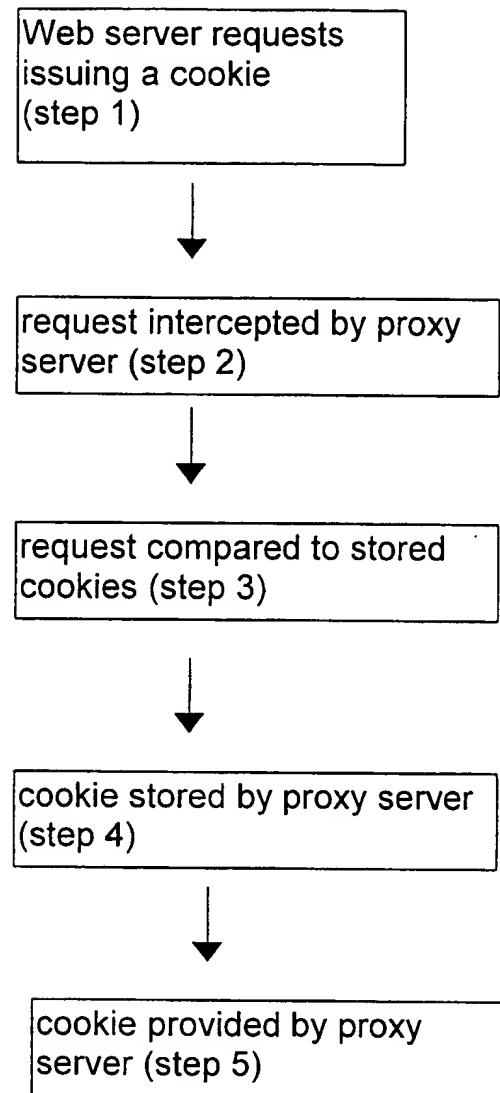 Web server requests
issuing a cookie
(step 1)
request intercepted by proxy
server (step 2)
request compared to stored
cookies (step 3)
cookie stored by proxy server
(step 4)
cookie provided by proxy
server (step 5)